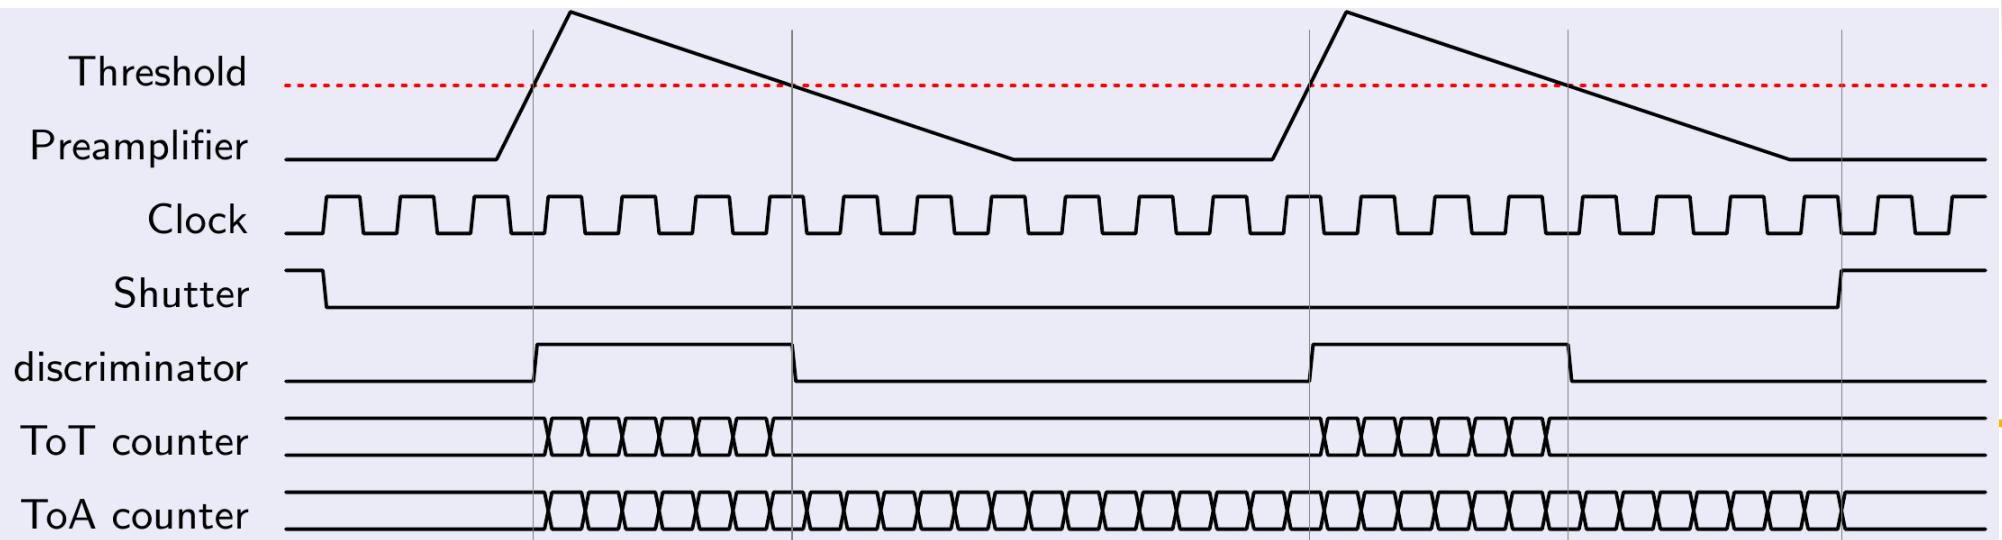 Threshold
Preamplifier
Clock
Shutter
discriminator
ToT counter
ToA counter